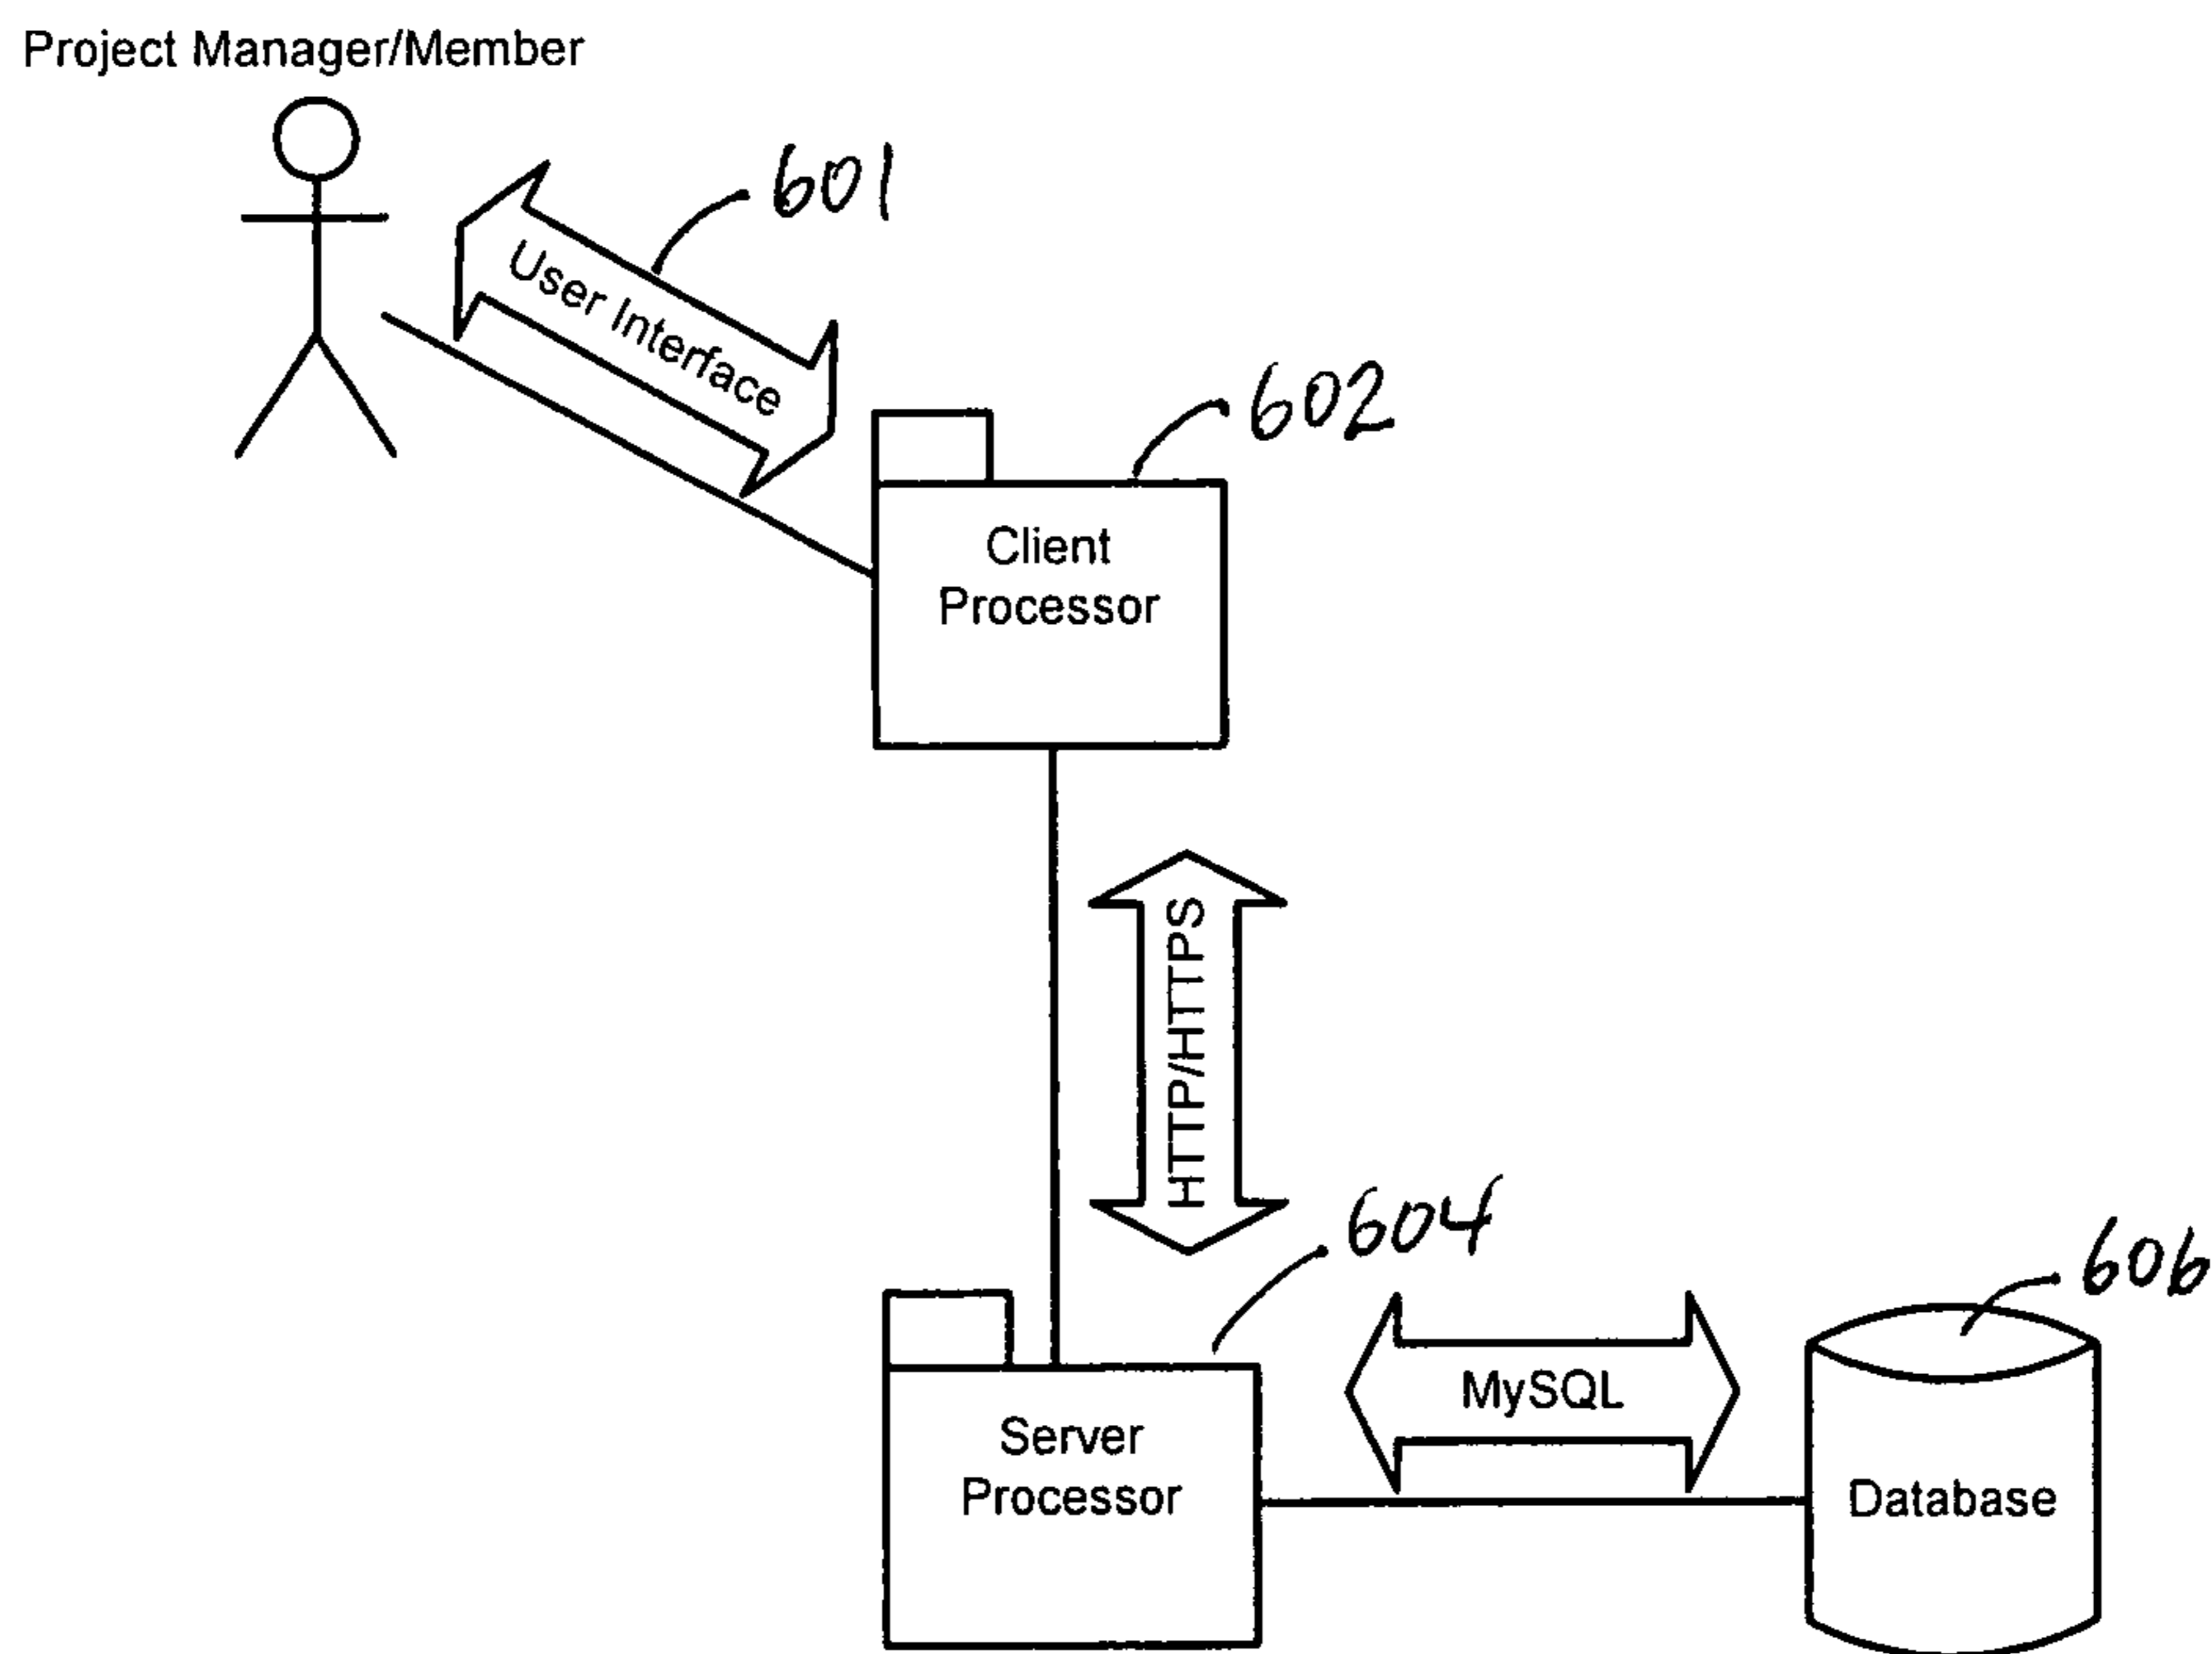 Project Manager/Member
601
User Interface
602
Client
Processor
HTTP/HTTPS
604
606
MySQL
Server
Processor
Database